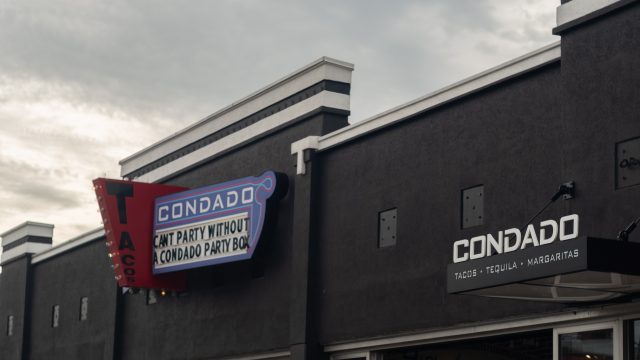 TACOS
CONDADO
CANT PARTY WITHOUT
A CONDADO PARTY BOX
CONDADO
TACOS • TEQUILA • MARGARITAS